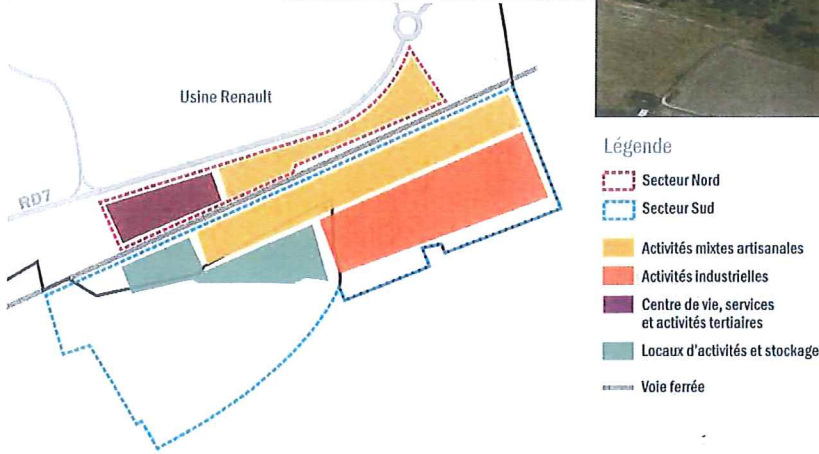 Usine Renault
RD7
Légende
Secteur Nord
Secteur Sud
Activités mixtes artisanales
Activités industrielles
Centre de vie, services
et activités tertiaires
Locaux d'activités et stockage
Voie ferrée